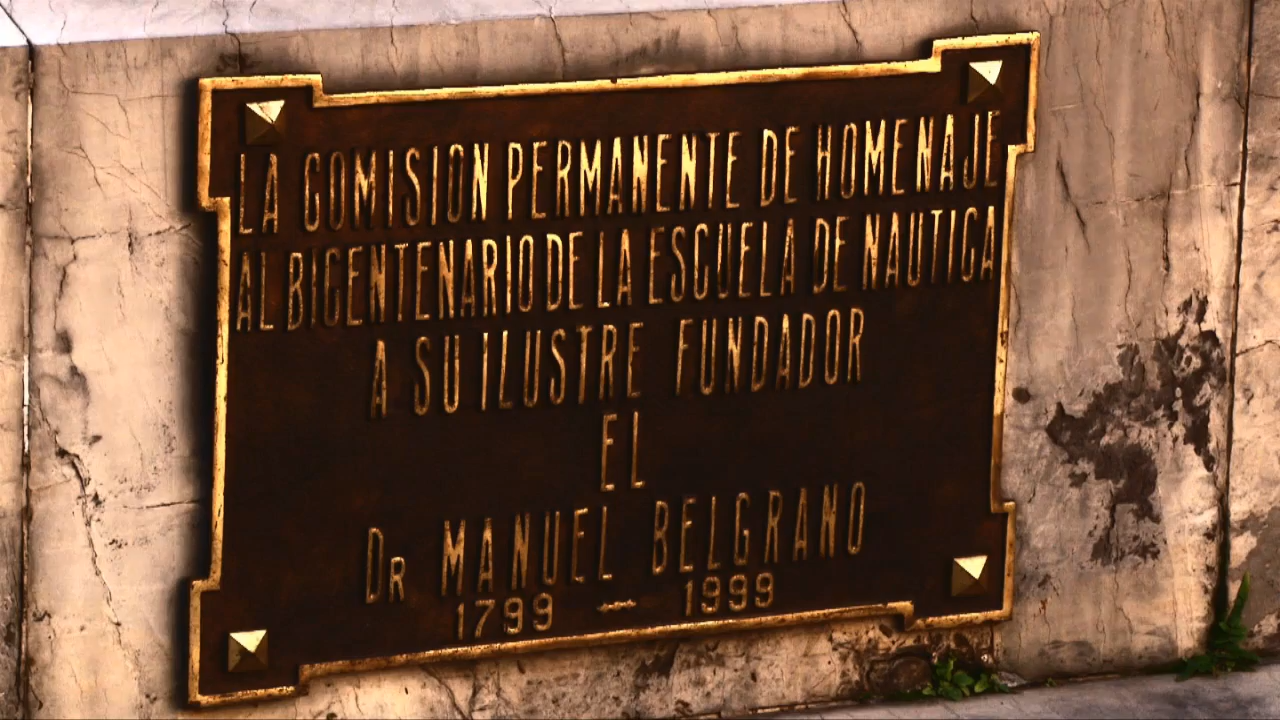 LA COMISION PERMANENTE DE HOMENAJE
AL BICENTENARIO DE LA ESCUELA DE NAUTICA
A SU ILUSTRE FUNDADOR
EL
DR MANUEL BELGRANO
1799 - 1999